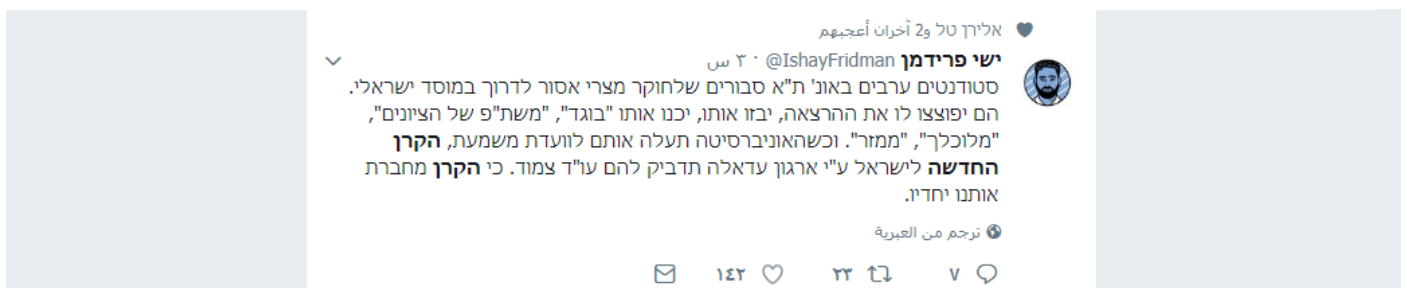 אלירן טל و2 آخران أعجبهم
ישי פרידמן @IshayFridman · ٣ س
סטודנטים ערבים באונ' ת"א סבורים שלחוקר מצרי אסור לדרוך במוסד ישראלי.
הם יפוצצו לו את ההרצאה, יבזו אותו, יכנו אותו "בוגד", "משת"פ של הציונים",
"מלוכלך", "ממזר". וכשהאוניברסיטה תעלה אותם לוועדת משמעת, הקרן
החדשה לישראל ע"י ארגון עדאלה תדביק להם עו"ד צמוד. כי הקרן מחברת
אותנו יחדיו.
ترجم من العبرية
٧ ٢٣ ١٤٢